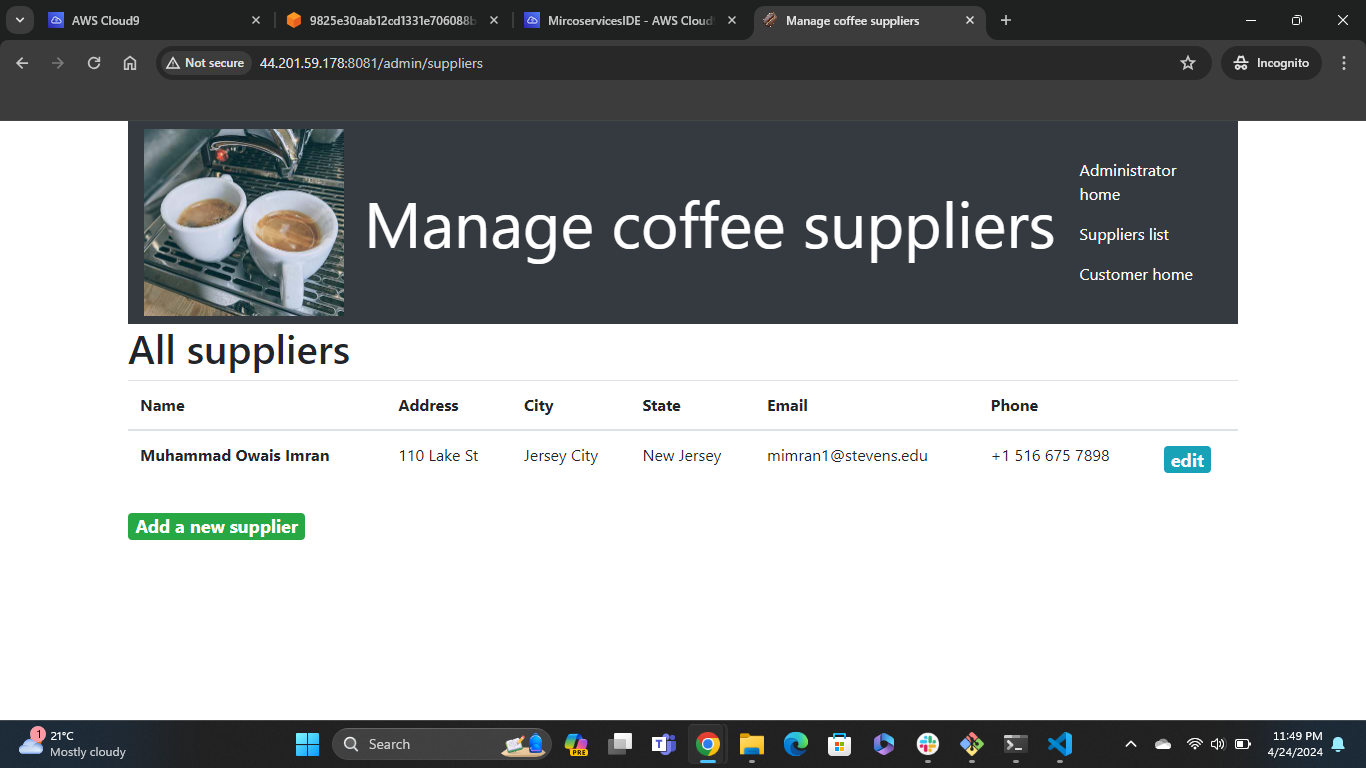 AWS Cloud9
9825e30aab12cd1331e706088b
MircoservicesIDE - AWS Cloud9
Manage coffee suppliers
Not secure
44.201.59.178:8081/admin/suppliers
Incognito
Manage coffee suppliers
Administrator
home
Suppliers list
Customer home
All suppliers
Name Address City State Email Phone
Muhammad Owais Imran 110 Lake St Jersey City New Jersey mimran1@stevens.edu +1 516 675 7898 edit
Add a new supplier
1
21°C
Mostly cloudy
Search
PRE
11:49 PM
4/24/2024